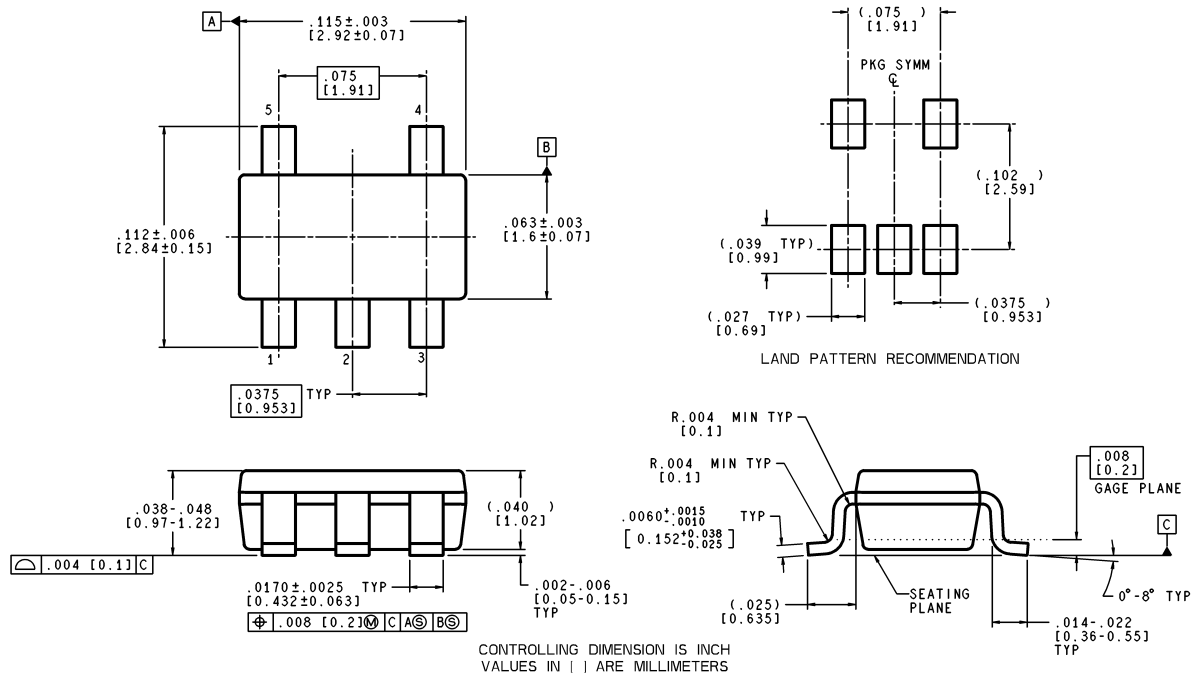 A
.115±.003
[2.92±0.07]
.075
[1.91]
5
4
B
.112±.006
[2.84±0.15]
.063±.003
[1.6±0.07]
1
2
3
.0375
[0.953]
TYP
(.075 )
[1.91]
PKG SYMM
℄
(.102 )
[2.59]
(.039 TYP)
[0.99]
(.027 TYP)
[0.69]
(.0375 )
[0.953]
LAND PATTERN RECOMMENDATION
.038-.048
[0.97-1.22]
(.040 )
[1.02]
⌓ .004 [0.1] C
.0170±.0025 TYP
[0.432±0.063]
⌖ .008 [0.2]Ⓜ C AⓈ BⓈ
.002-.006
[0.05-0.15]
TYP
R.004 MIN TYP
[0.1]
R.004 MIN TYP
[0.1]
.0060+.0015-.0010 TYP
[0.152+0.038-0.025]
.008
[0.2]
GAGE PLANE
C
SEATING
PLANE
0°-8° TYP
(.025)
[0.635]
.014-.022
[0.36-0.55]
TYP
CONTROLLING DIMENSION IS INCH
VALUES IN [ ] ARE MILLIMETERS